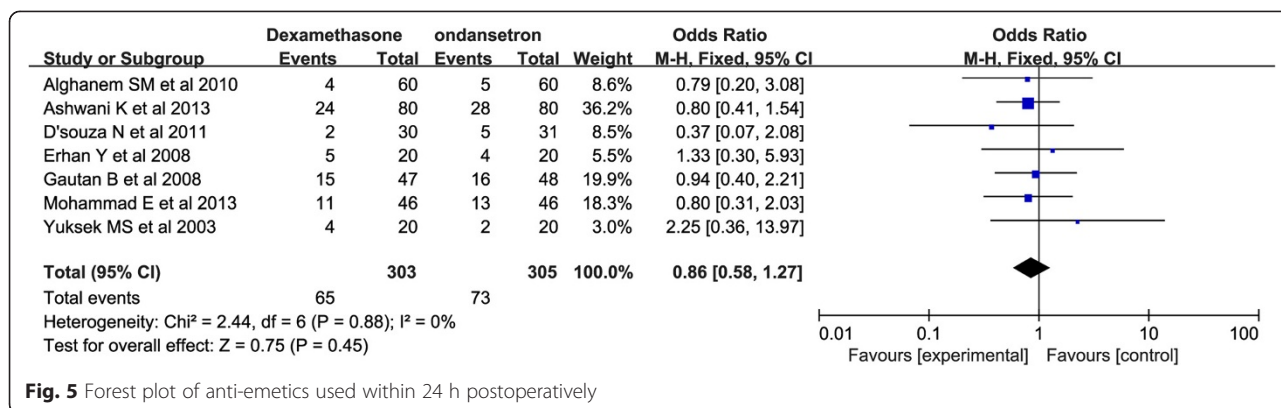 Dexamethasone ondansetron Odds Ratio Odds Ratio
Study or Subgroup Events Total Events Total Weight M-H, Fixed, 95% CI M-H, Fixed, 95% CI
Alghanem SM et al 2010 4 60 5 60 8.6% 0.79 [0.20, 3.08]
Ashwani K et al 2013 24 80 28 80 36.2% 0.80 [0.41, 1.54]
D'souza N et al 2011 2 30 5 31 8.5% 0.37 [0.07, 2.08]
Erhan Y et al 2008 5 20 4 20 5.5% 1.33 [0.30, 5.93]
Gautan B et al 2008 15 47 16 48 19.9% 0.94 [0.40, 2.21]
Mohammad E et al 2013 11 46 13 46 18.3% 0.80 [0.31, 2.03]
Yuksek MS et al 2003 4 20 2 20 3.0% 2.25 [0.36, 13.97]
Total (95% CI) 303 305 100.0% 0.86 [0.58, 1.27]
Total events 65 73
Heterogeneity: Chi² = 2.44, df = 6 (P = 0.88); I² = 0%
Test for overall effect: Z = 0.75 (P = 0.45)
0.01 0.1 1 10 100
Favours [experimental] Favours [control]
Fig. 5 Forest plot of anti-emetics used within 24 h postoperatively